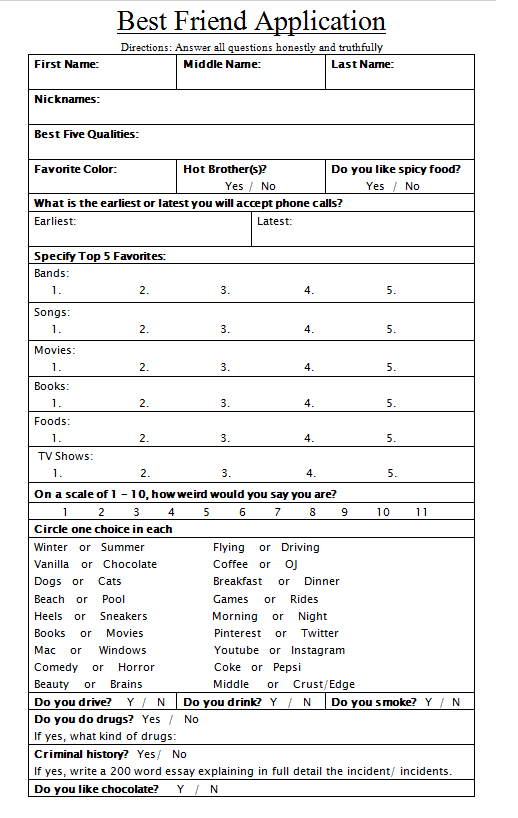 Best Friend Application
Directions: Answer all questions honestly and truthfully
First Name: Middle Name: Last Name:
Nicknames:
Best Five Qualities:
Favorite Color: Hot Brother(s)? Do you like spicy food?
Yes / No Yes / No
What is the earliest or latest you will accept phone calls?
Earliest: Latest:
Specify Top 5 Favorites:
Bands:
1. 2. 3. 4. 5.
Songs:
1. 2. 3. 4. 5.
Movies:
1. 2. 3. 4. 5.
Books:
1. 2. 3. 4. 5.
Foods:
1. 2. 3. 4. 5.
TV Shows:
1. 2. 3. 4. 5.
On a scale of 1 - 10, how weird would you say you are?
1 2 3 4 5 6 7 8 9 10 11
Circle one choice in each
Winter or Summer Flying or Driving
Vanilla or Chocolate Coffee or OJ
Dogs or Cats Breakfast or Dinner
Beach or Pool Games or Rides
Heels or Sneakers Morning or Night
Books or Movies Pinterest or Twitter
Mac or Windows Youtube or Instagram
Comedy or Horror Coke or Pepsi
Beauty or Brains Middle or Crust/Edge
Do you drive? Y / N Do you drink? Y / N Do you smoke? Y / N
Do you do drugs? Yes / No
If yes, what kind of drugs:
Criminal history? Yes/ No
If yes, write a 200 word essay explaining in full detail the incident/ incidents.
Do you like chocolate? Y / N